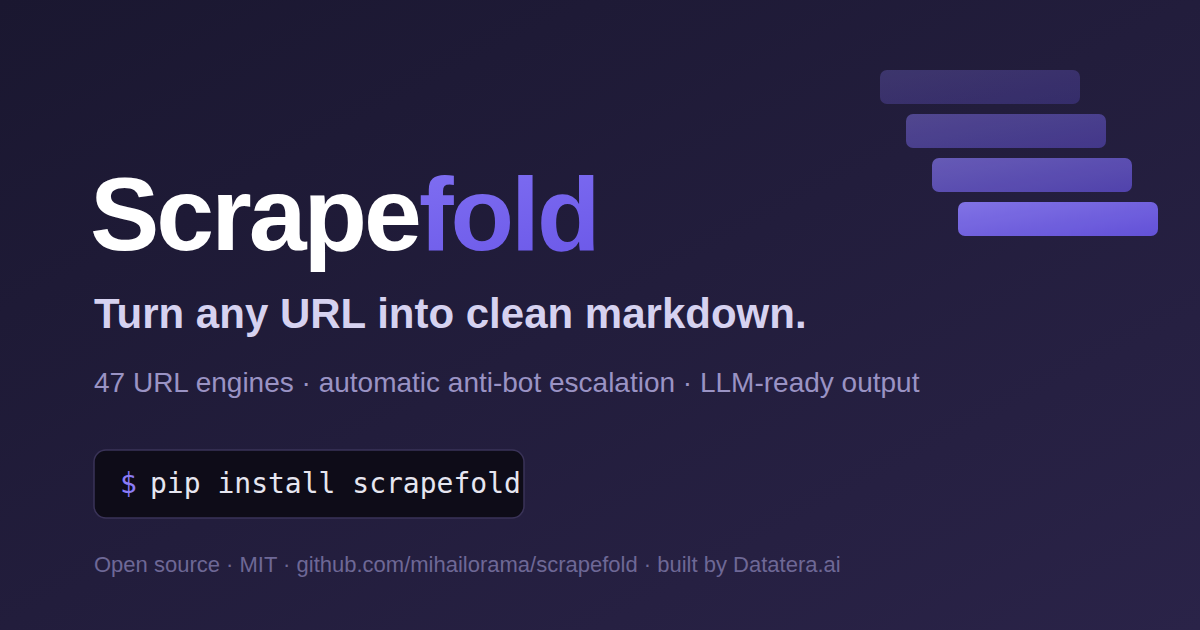 Scrapefold
Turn any URL into clean markdown.
47 URL engines · automatic anti-bot escalation · LLM-ready output
$ pip install scrapefold
Open source · MIT · github.com/mihailorama/scrapefold · built by Datatera.ai